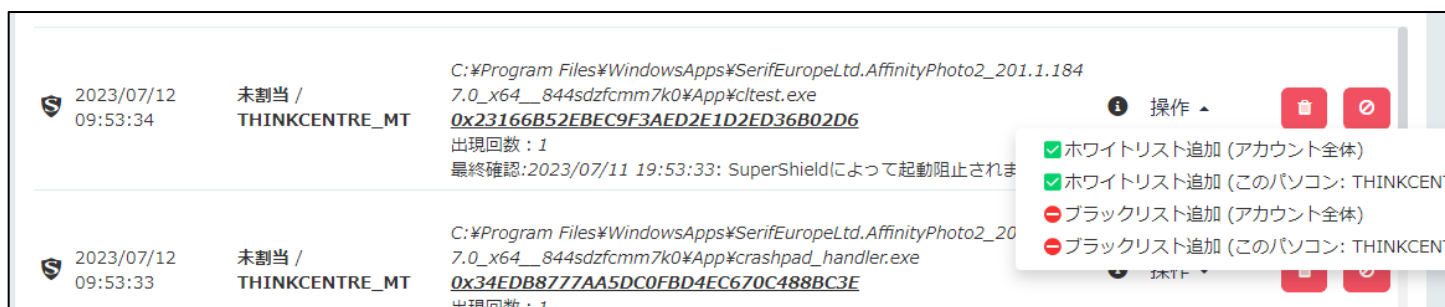 2023/07/12
09:53:34
未割当 /
THINKCENTRE_MT
C:¥Program Files¥WindowsApps¥SerifEuropeLtd.AffinityPhoto2_201.1.184
7.0_x64__844sdzfcmm7k0¥App¥cltest.exe
0x23166B52EBEC9F3AED2E1D2ED36B02D6
出現回数：1
最終確認:2023/07/11 19:53:33: SuperShieldによって起動阻止されま
操作
ホワイトリスト追加 (アカウント全体)
ホワイトリスト追加 (このパソコン: THINKCENT
ブラックリスト追加 (アカウント全体)
ブラックリスト追加 (このパソコン: THINKCENT
2023/07/12
09:53:33
未割当 /
THINKCENTRE_MT
C:¥Program Files¥WindowsApps¥SerifEuropeLtd.AffinityPhoto2_20
7.0_x64__844sdzfcmm7k0¥App¥crashpad_handler.exe
0x34EDB8777AA5DC0FBD4EC670C488BC3E
出現回数：1
操作